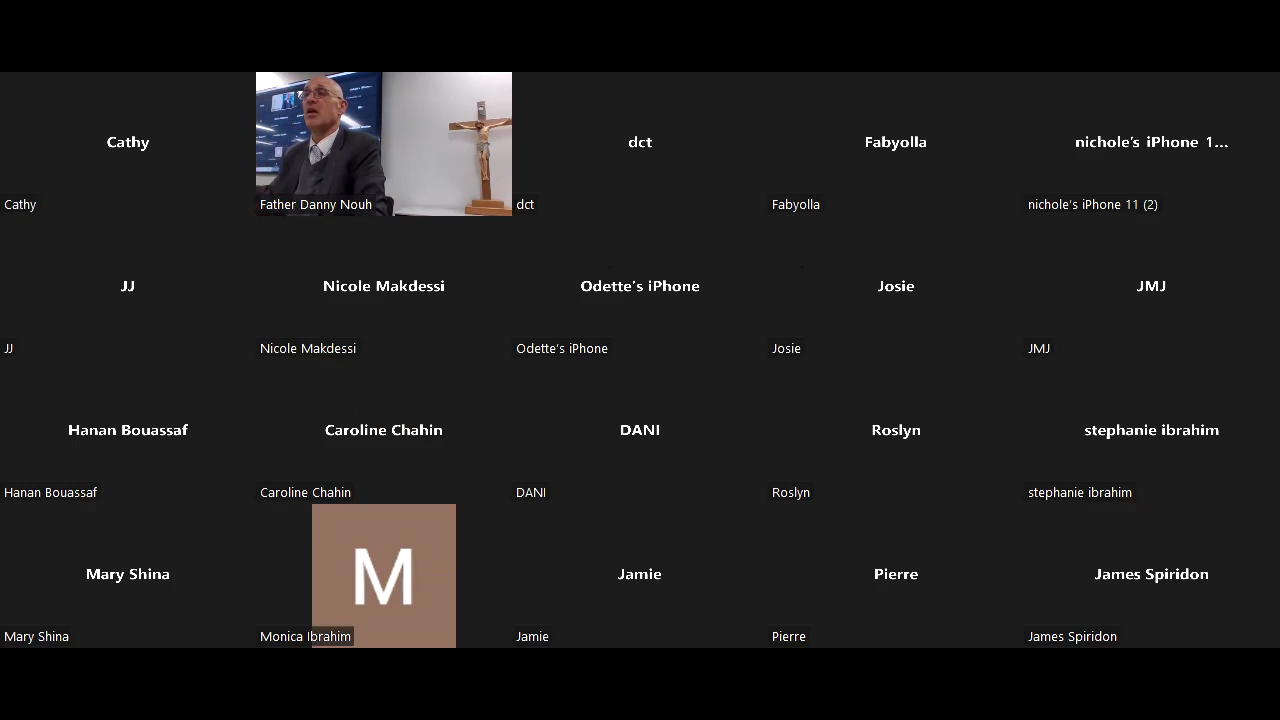 Cathy
Cathy
Father Danny Nouh
dct
dct
Fabyolla
Fabyolla
nichole's iPhone 1...
nichole's iPhone 11 (2)
JJ
JJ
Nicole Makdessi
Nicole Makdessi
Odette's iPhone
Odette's iPhone
Josie
Josie
JMJ
JMJ
Hanan Bouassaf
Hanan Bouassaf
Caroline Chahin
Caroline Chahin
DANI
DANI
Roslyn
Roslyn
stephanie ibrahim
stephanie ibrahim
Mary Shina
Mary Shina
M
Monica Ibrahim
Jamie
Jamie
Pierre
Pierre
James Spiridon
James Spiridon